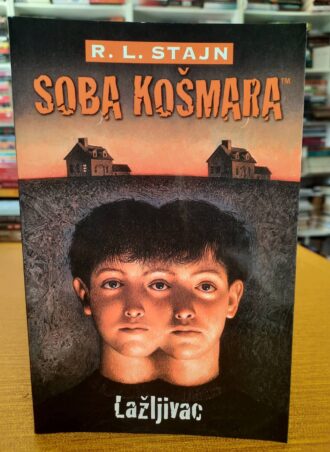 R. L. STAJN
SOBA KOŠMARA™
Lažljivac